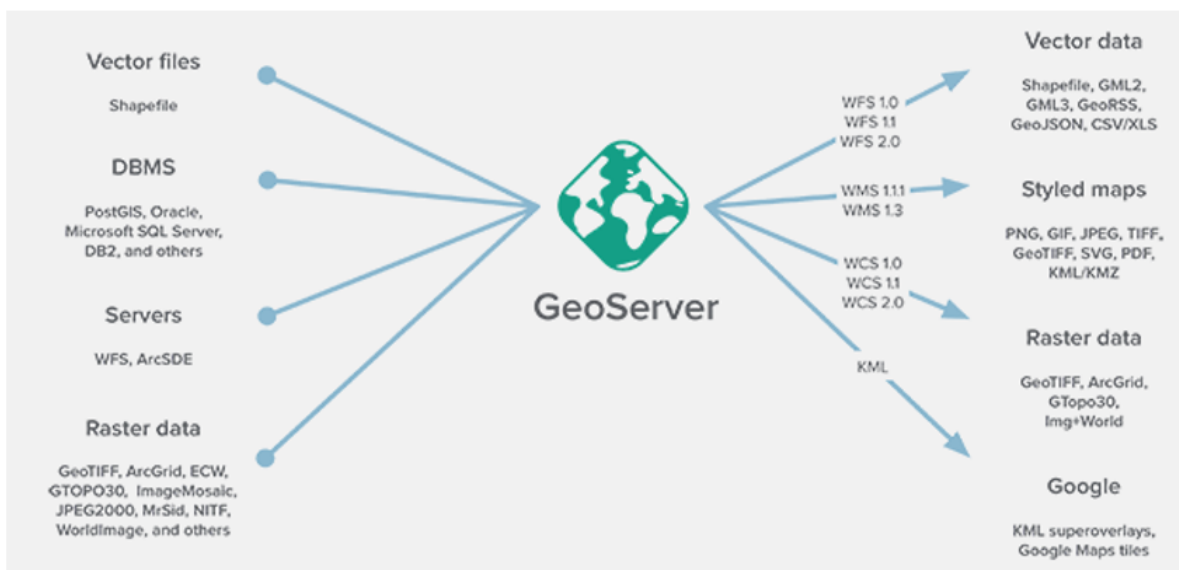 Vector files
Shapefile
DBMS
PostGIS, Oracle,
Microsoft SQL Server,
DB2, and others
Servers
WFS, ArcSDE
Raster data
GeoTIFF, ArcGrid, ECW,
GTOPO30, ImageMosaic,
JPEG2000, MrSid, NITF,
WorldImage, and others
GeoServer
WFS 1.0
WFS 1.1
WFS 2.0
WMS 1.1.1
WMS 1.3
WCS 1.0
WCS 1.1
WCS 2.0
KML
Vector data
Shapefile, GML2,
GML3, GeoRSS,
GeoJSON, CSV/XLS
Styled maps
PNG, GIF, JPEG, TIFF,
GeoTIFF, SVG, PDF,
KML/KMZ
Raster data
GeoTIFF, ArcGrid,
GTopo30,
Img+World
Google
KML superoverlays,
Google Maps tiles